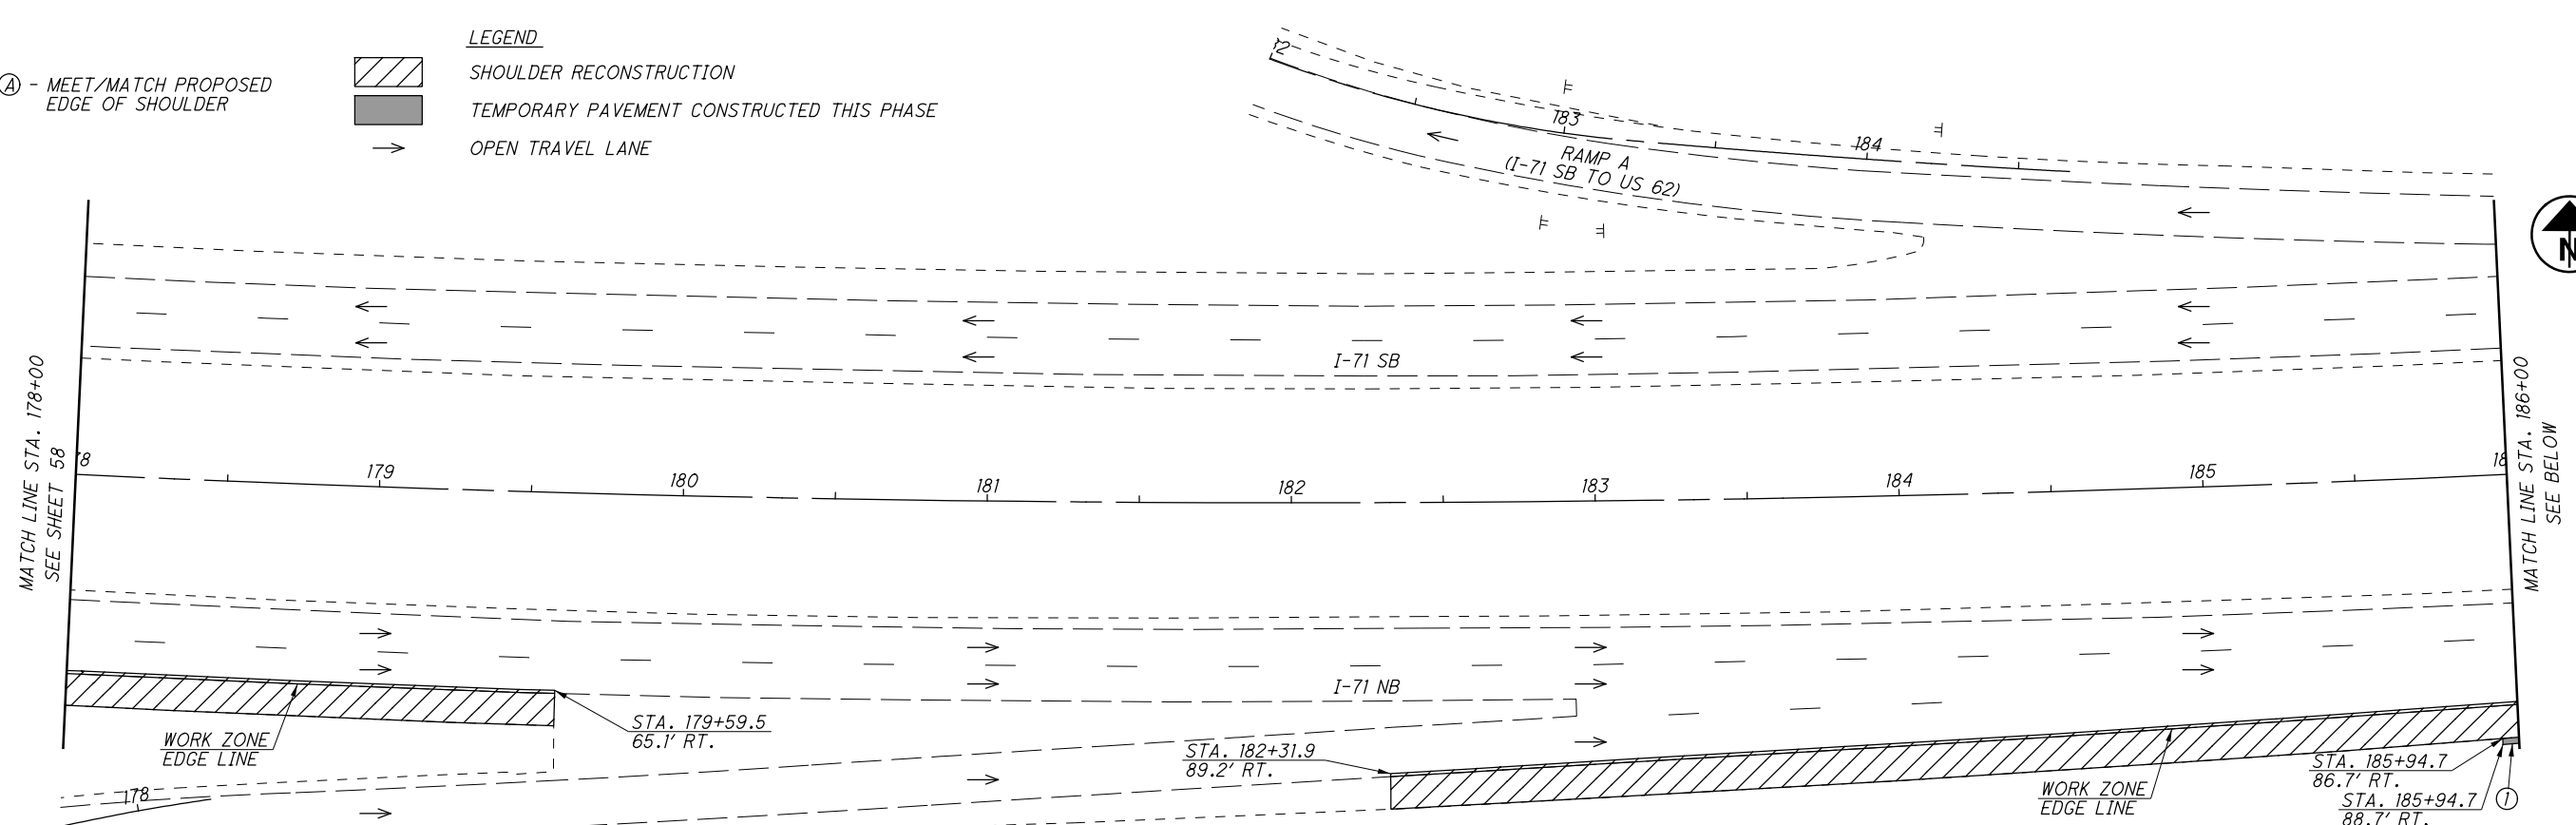 LEGEND
Ⓐ - MEET/MATCH PROPOSED
EDGE OF SHOULDER
SHOULDER RECONSTRUCTION
TEMPORARY PAVEMENT CONSTRUCTED THIS PHASE
OPEN TRAVEL LANE
183
184
RAMP A
(I-71 SB TO US 62)
N
I-71 SB
MATCH LINE STA. 178+00
SEE SHEET 58
179
180
181
182
183
184
185
MATCH LINE STA. 186+00
SEE BELOW
I-71 NB
STA. 179+59.5
65.1' RT.
WORK ZONE
EDGE LINE
178
STA. 182+31.9
89.2' RT.
WORK ZONE
EDGE LINE
STA. 185+94.7
86.7' RT.
STA. 185+94.7
88.7' RT.
①